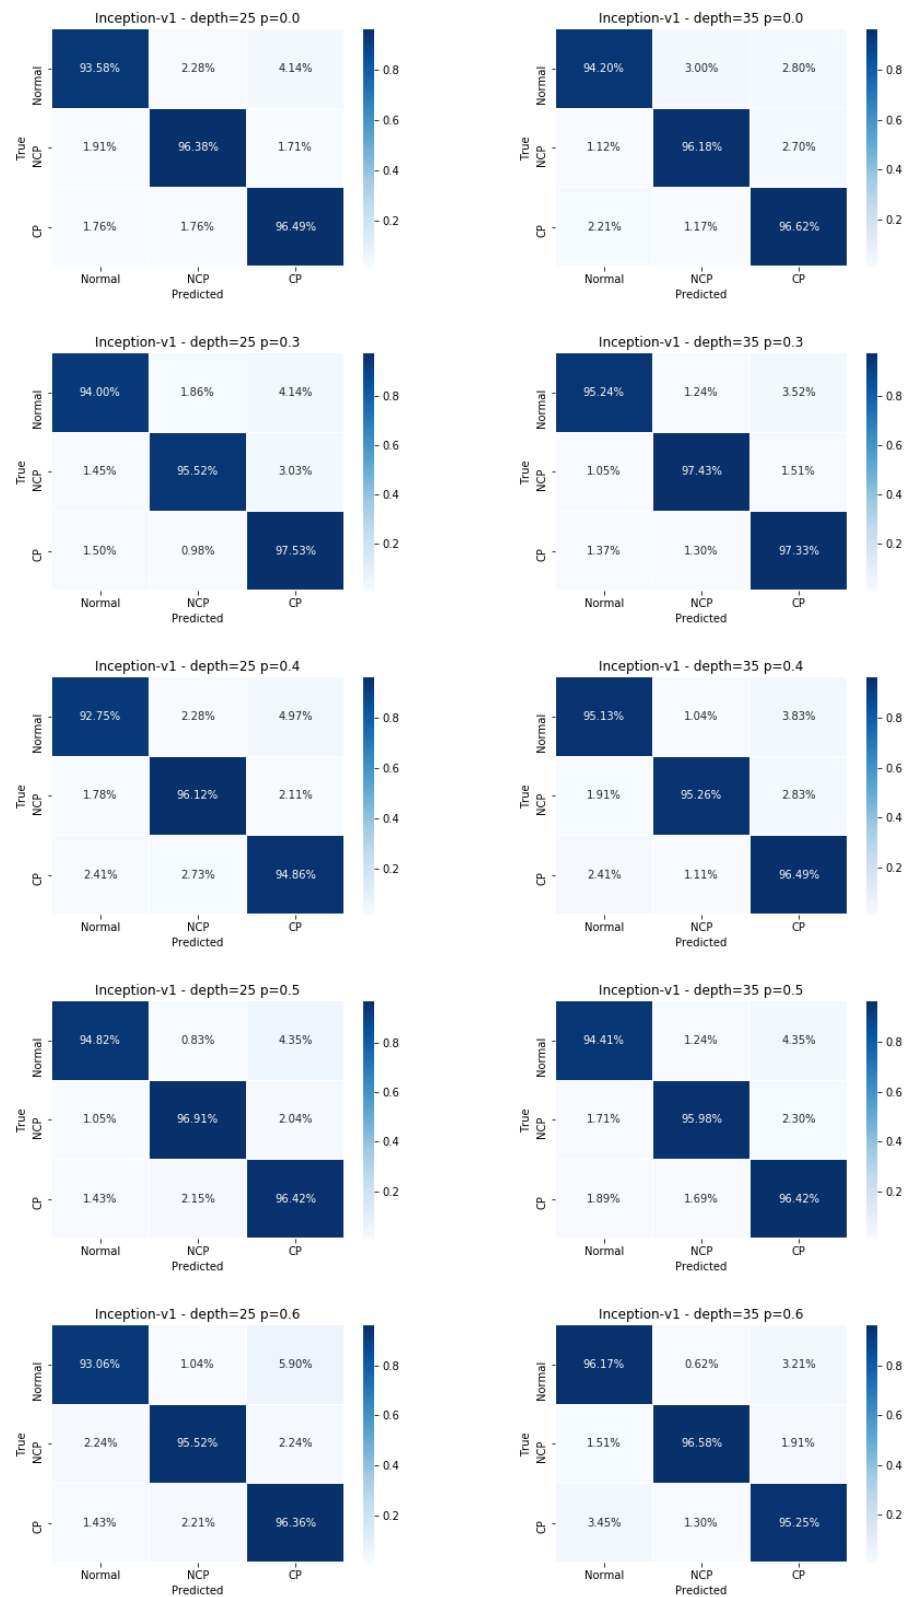 Inception-v1 - depth=25 p=0.0
Normal 93.58% 2.28% 4.14% 0.8
0.6
True NCP 1.91% 96.38% 1.71%
0.4
CP 1.76% 1.76% 96.49% 0.2
Normal NCP CP
Predicted
Inception-v1 - depth=35 p=0.0
Normal 94.20% 3.00% 2.80% 0.8
0.6
True NCP 1.12% 96.18% 2.70%
0.4
CP 2.21% 1.17% 96.62% 0.2
Normal NCP CP
Predicted
Inception-v1 - depth=25 p=0.3
Normal 94.00% 1.86% 4.14% 0.8
0.6
True NCP 1.45% 95.52% 3.03%
0.4
CP 1.50% 0.98% 97.53% 0.2
Normal NCP CP
Predicted
Inception-v1 - depth=35 p=0.3
Normal 95.24% 1.24% 3.52% 0.8
0.6
True NCP 1.05% 97.43% 1.51%
0.4
CP 1.37% 1.30% 97.33% 0.2
Normal NCP CP
Predicted
Inception-v1 - depth=25 p=0.4
Normal 92.75% 2.28% 4.97% 0.8
0.6
True NCP 1.78% 96.12% 2.11%
0.4
CP 2.41% 2.73% 94.86% 0.2
Normal NCP CP
Predicted
Inception-v1 - depth=35 p=0.4
Normal 95.13% 1.04% 3.83% 0.8
0.6
True NCP 1.91% 95.26% 2.83%
0.4
CP 2.41% 1.11% 96.49% 0.2
Normal NCP CP
Predicted
Inception-v1 - depth=25 p=0.5
Normal 94.82% 0.83% 4.35% 0.8
0.6
True NCP 1.05% 96.91% 2.04%
0.4
CP 1.43% 2.15% 96.42% 0.2
Normal NCP CP
Predicted
Inception-v1 - depth=35 p=0.5
Normal 94.41% 1.24% 4.35% 0.8
0.6
True NCP 1.71% 95.98% 2.30%
0.4
CP 1.89% 1.69% 96.42% 0.2
Normal NCP CP
Predicted
Inception-v1 - depth=25 p=0.6
Normal 93.06% 1.04% 5.90% 0.8
0.6
True NCP 2.24% 95.52% 2.24%
0.4
CP 1.43% 2.21% 96.36% 0.2
Normal NCP CP
Predicted
Inception-v1 - depth=35 p=0.6
Normal 96.17% 0.62% 3.21% 0.8
0.6
True NCP 1.51% 96.58% 1.91%
0.4
CP 3.45% 1.30% 95.25% 0.2
Normal NCP CP
Predicted